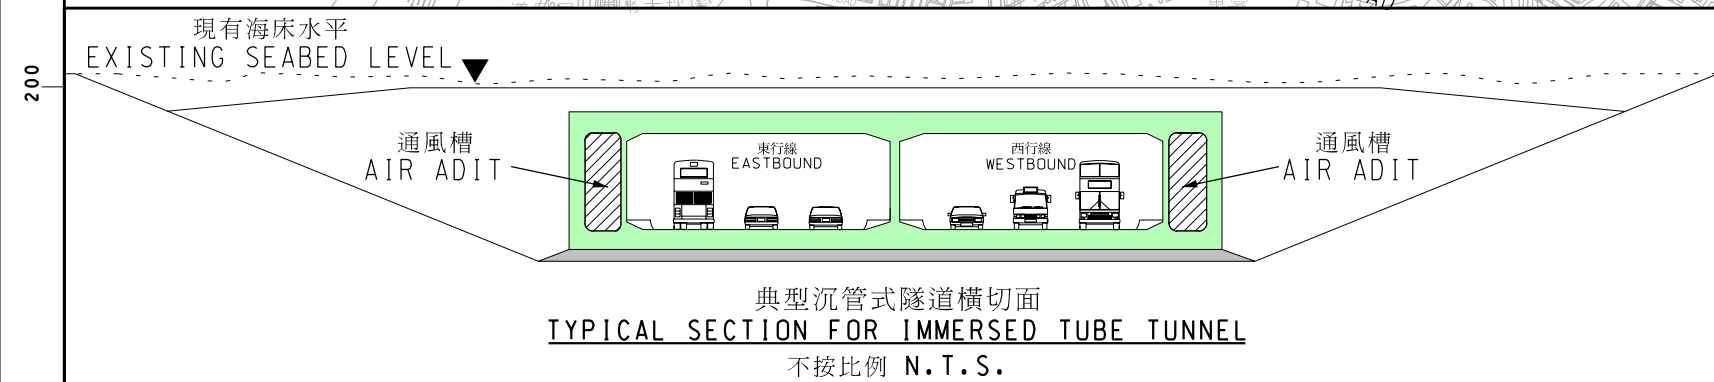 現有海床水平
EXISTING SEABED LEVEL
200
通風槽
AIR ADIT
東行線
EASTBOUND
西行線
WESTBOUND
通風槽
AIR ADIT
典型沉管式隧道橫切面
TYPICAL SECTION FOR IMMERSED TUBE TUNNEL
不按比例 N.T.S.